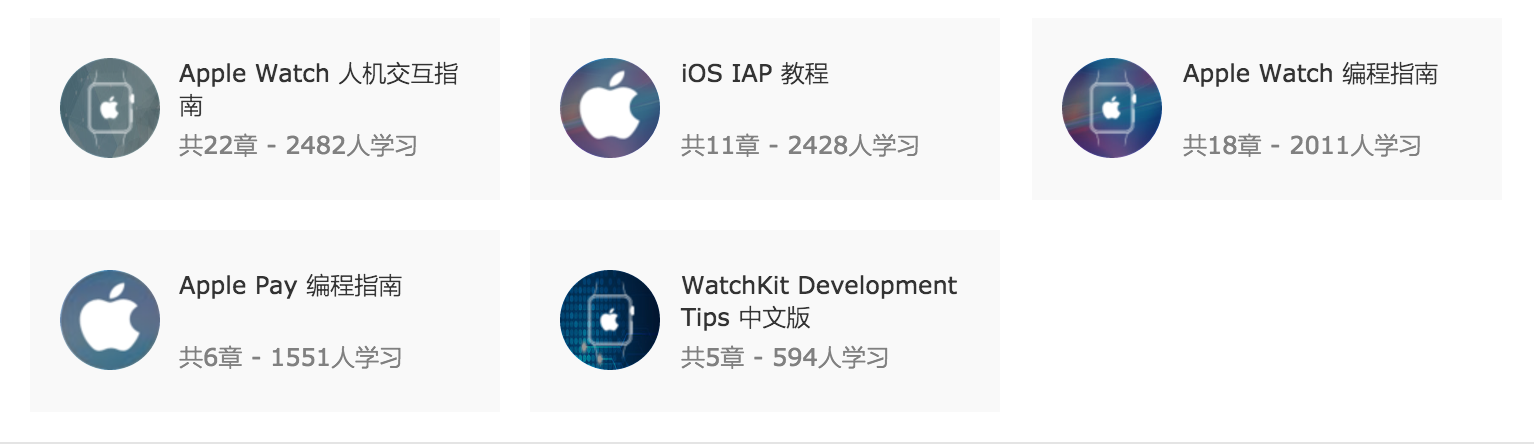 Apple Watch 人机交互指
南
共22章 - 2482人学习
iOS IAP 教程
共11章 - 2428人学习
Apple Watch 编程指南
共18章 - 2011人学习
Apple Pay 编程指南
共6章 - 1551人学习
WatchKit Development
Tips 中文版
共5章 - 594人学习